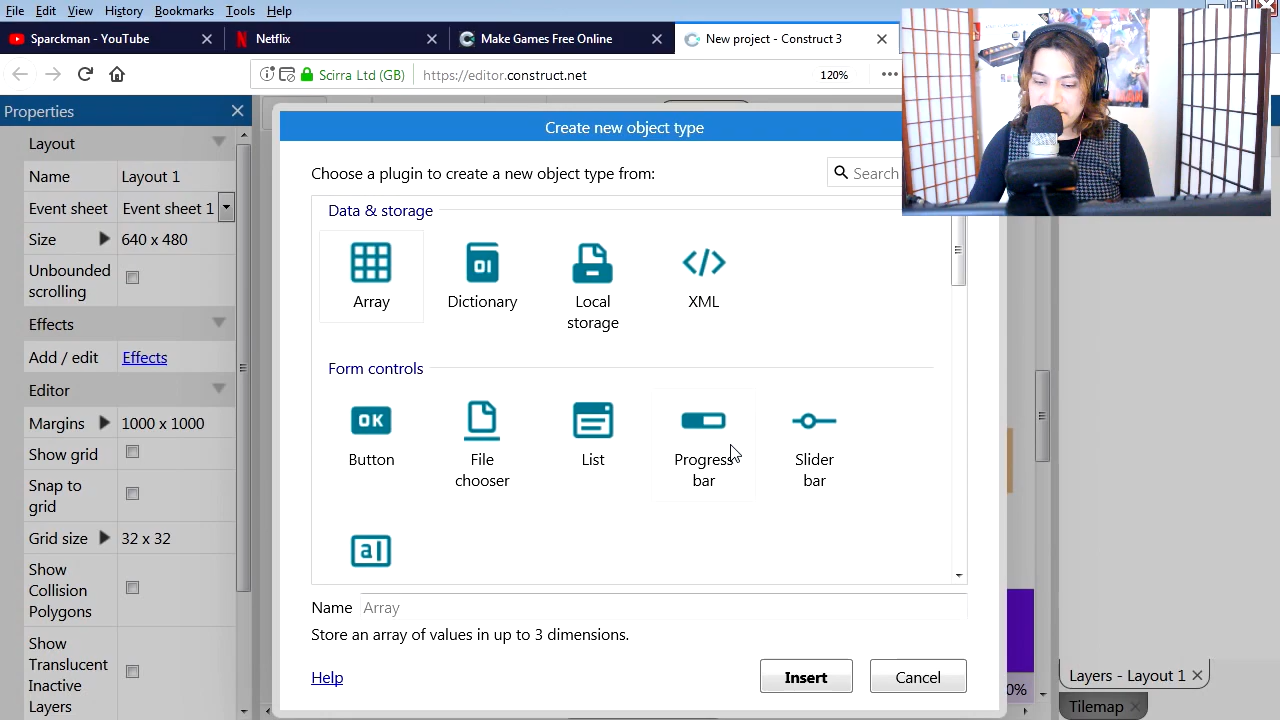 File Edit View History Bookmarks Tools Help
Sparckman - YouTube
Netflix
Make Games Free Online
New project - Construct 3
Scirra Ltd (GB)
https://editor.construct.net
120%
Properties
Layout
Name
Layout 1
Event sheet
Event sheet 1
Size
640 x 480
Unbounded
scrolling
Effects
Add / edit
Effects
Editor
Margins
1000 x 1000
Show grid
Snap to
grid
Grid size
32 x 32
Show
Collision
Polygons
Show
Translucent
Inactive
Layers
Create new object type
Choose a plugin to create a new object type from:
Search
Data & storage
Array
Dictionary
Local
storage
XML
Form controls
OK
Button
File
chooser
List
Progress
bar
Slider
bar
Name
Array
Store an array of values in up to 3 dimensions.
Help
Insert
Cancel
0%
Layers - Layout 1
Tilemap